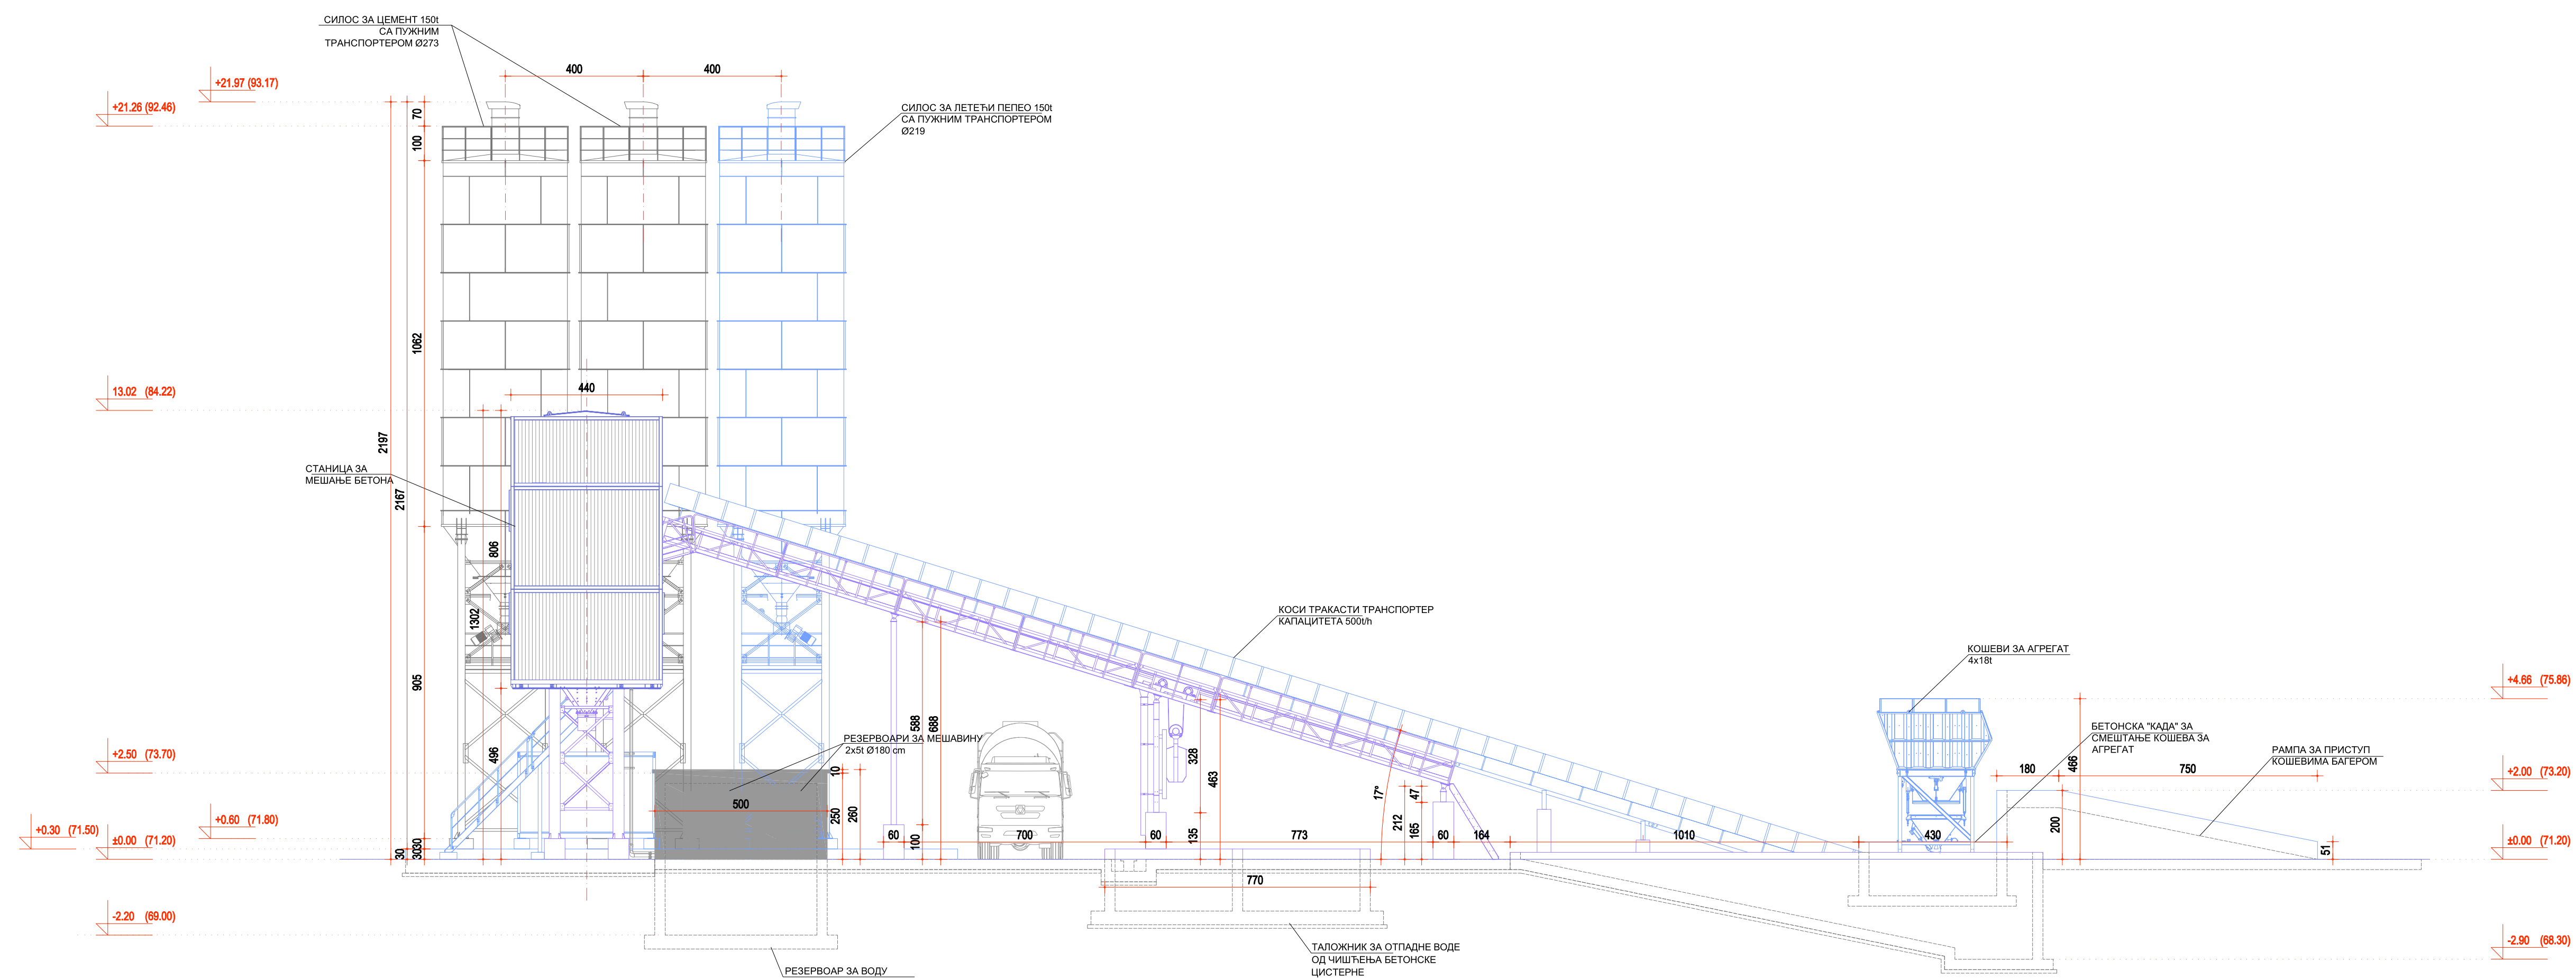 СИЛОС ЗА ЦЕМЕНТ 150t
СА ПУЖНИМ
ТРАНСПОРТЕРОМ Ø273
400
400
+21.97 (93.17)
+21.26 (92.46)
70
100
СИЛОС ЗА ЛЕТЕЋИ ПЕПЕО 150t
СА ПУЖНИМ ТРАНСПОРТЕРОМ
Ø219
1062
13.02 (84.22)
440
2197
2167
СТАНИЦА ЗА
МЕШАЊЕ БЕТОНА
806
1302
905
496
КОСИ ТРАКАСТИ ТРАНСПОРТЕР
КАПАЦИТЕТА 500t/h
КОШЕВИ ЗА АГРЕГАТ
4x18t
+4.66 (75.86)
588
688
РЕЗЕРВОАРИ ЗА МЕШАВИНУ
2x5t Ø180 cm
БЕТОНСКА "КАДА" ЗА
СМЕШТАЊЕ КОШЕВА ЗА
АГРЕГАТ
РАМПА ЗА ПРИСТУП
КОШЕВИМА БАГЕРОМ
+2.50 (73.70)
10
328
463
466
180
750
+2.00 (73.20)
500
250
260
17°
47
212
165
200
+0.30 (71.50)
+0.60 (71.80)
±0.00 (71.20)
30
3030
60
100
700
60
135
773
60
164
1010
430
51
±0.00 (71.20)
770
-2.20 (69.00)
ТАЛОЖНИК ЗА ОТПАДНЕ ВОДЕ
ОД ЧИШЋЕЊА БЕТОНСКЕ
ЦИСТЕРНЕ
-2.90 (68.30)
РЕЗЕРВОАР ЗА ВОДУ